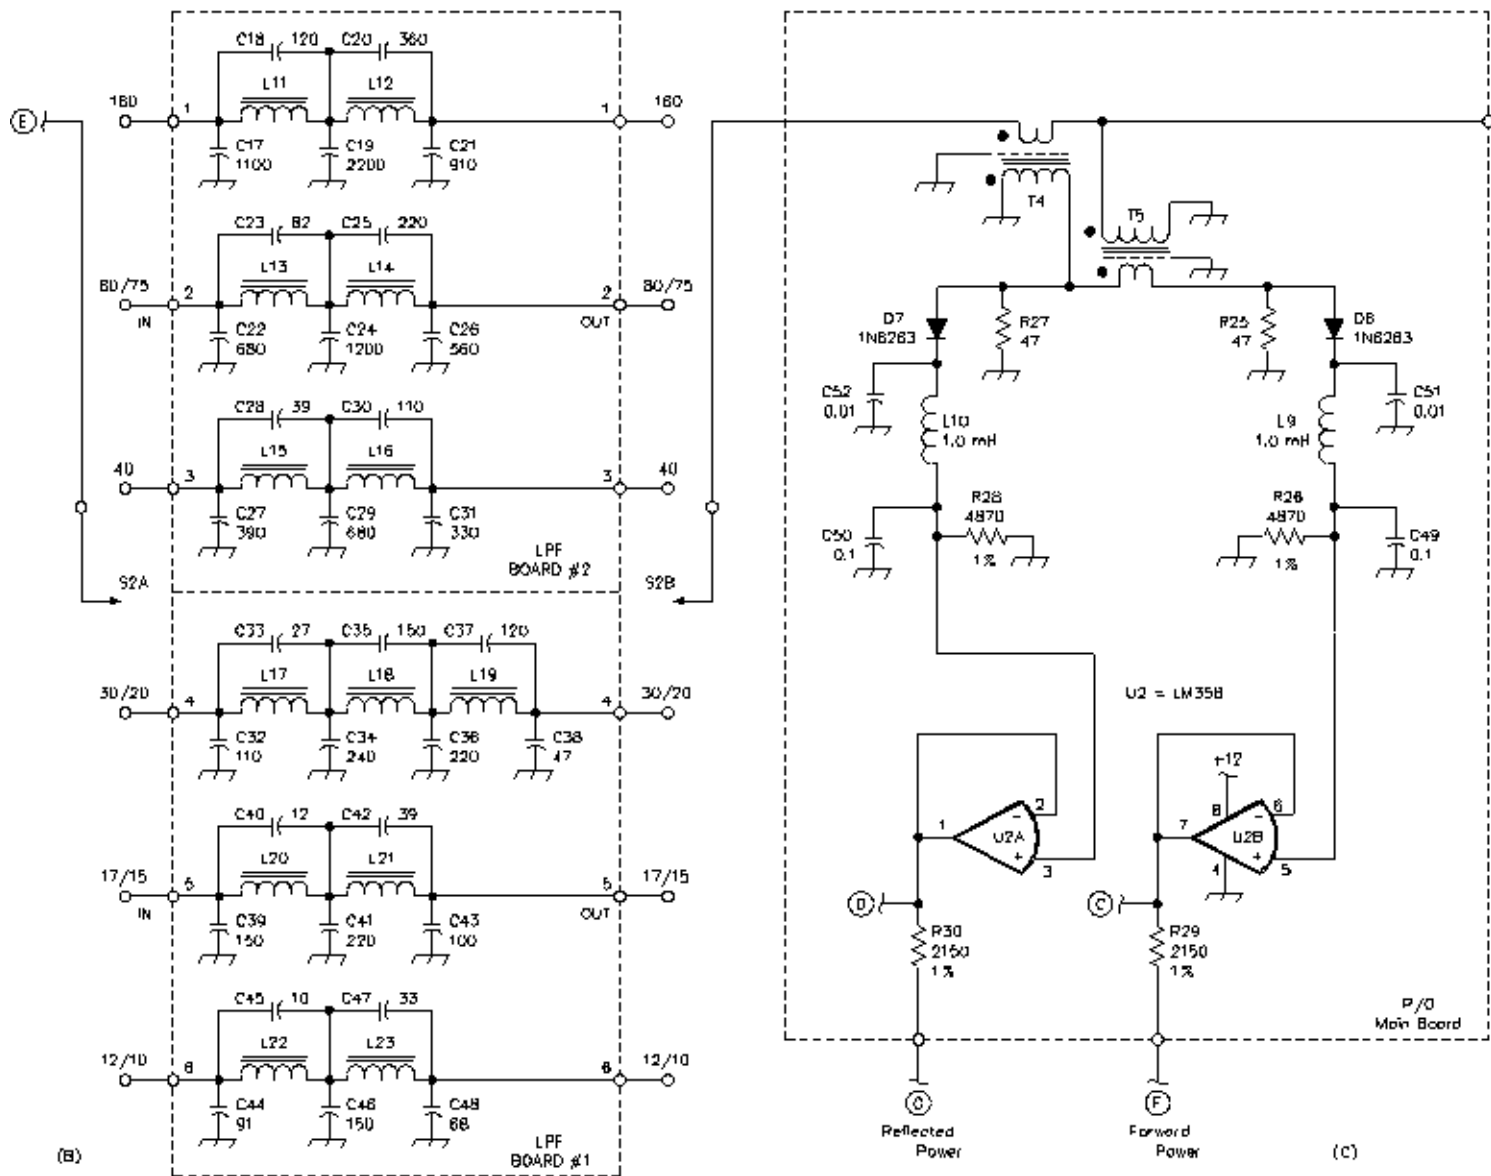 C18 120 C20 360
L11 L12
E
160 1
1 160
C17 1100
C19 2200
C21 910
C23 82 C25 220
L13 L14
80/75 2
IN
2 80/75
OUT
C22 680
C24 1200
C26 560
C28 39 C30 110
L15 L16
40 3
3 40
C27 390
C29 680
C31 330
LPF
BOARD #2
S2A
S2B
C33 27 C35 150 C37 120
L17 L18 L19
30/20 4
4 30/20
C32 110
C34 240
C36 220
C38 47
C40 12 C42 39
L20 L21
17/15 5
IN
5 17/15
OUT
C39 150
C41 220
C43 100
C45 10 C47 33
L22 L23
12/10 6
6 12/10
C44 91
C46 150
C48 68
LPF
BOARD #1
(B)
T4
T5
D7
1N6263
R27
47
R25
47
D8
1N6263
C52
0.01
L10
1.0 mH
L9
1.0 mH
C51
0.01
C50
0.1
R28
4870
1%
R26
4870
1%
C49
0.1
U2 = LM358
+12
1 U2A 2 3
− +
7 U2B 8 6 4 5
− +
D
C
R30
2150
1%
R29
2150
1%
P/O
Main Board
G
Reflected
Power
F
Forward
Power
(C)